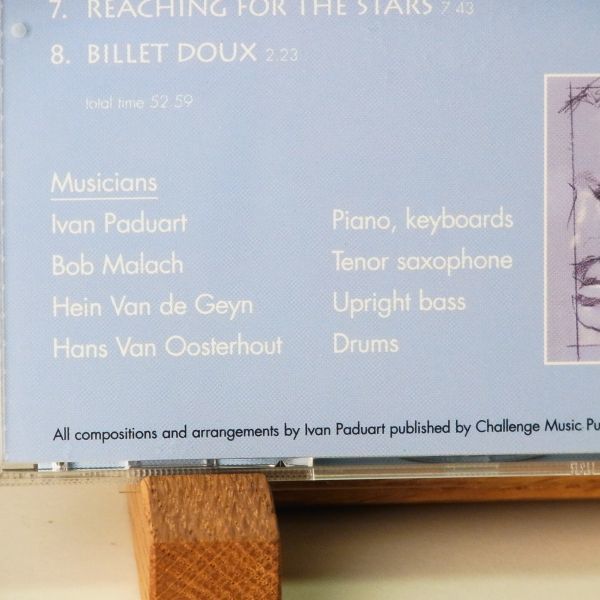 7. REACHING FOR THE STARS 7.43
8. BILLET DOUX 2.23
total time 52.59
Musicians
Ivan Paduart Piano, keyboards
Bob Malach Tenor saxophone
Hein Van de Geyn Upright bass
Hans Van Oosterhout Drums
All compositions and arrangements by Ivan Paduart published by Challenge Music Pu